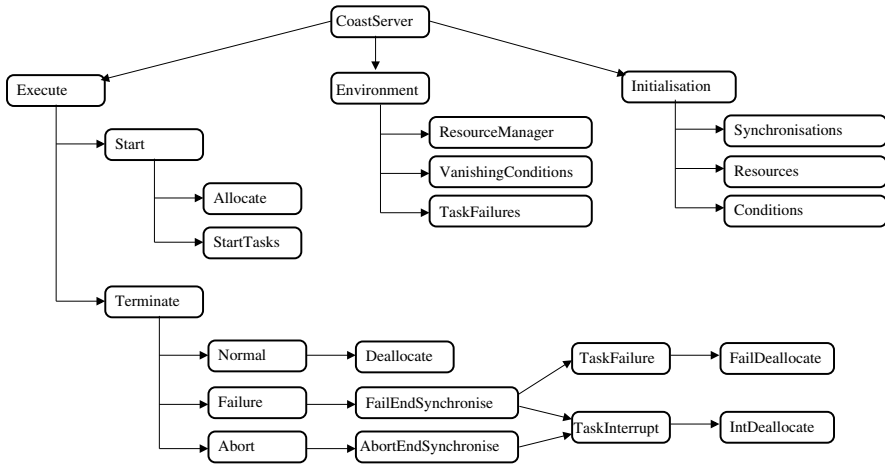 CoastServer
Execute
Environment
Initialisation
Start
ResourceManager
Synchronisations
VanishingConditions
Resources
Allocate
TaskFailures
Conditions
StartTasks
Terminate
Normal
Deallocate
TaskFailure
FailDeallocate
Failure
FailEndSynchronise
TaskInterrupt
IntDeallocate
Abort
AbortEndSynchronise